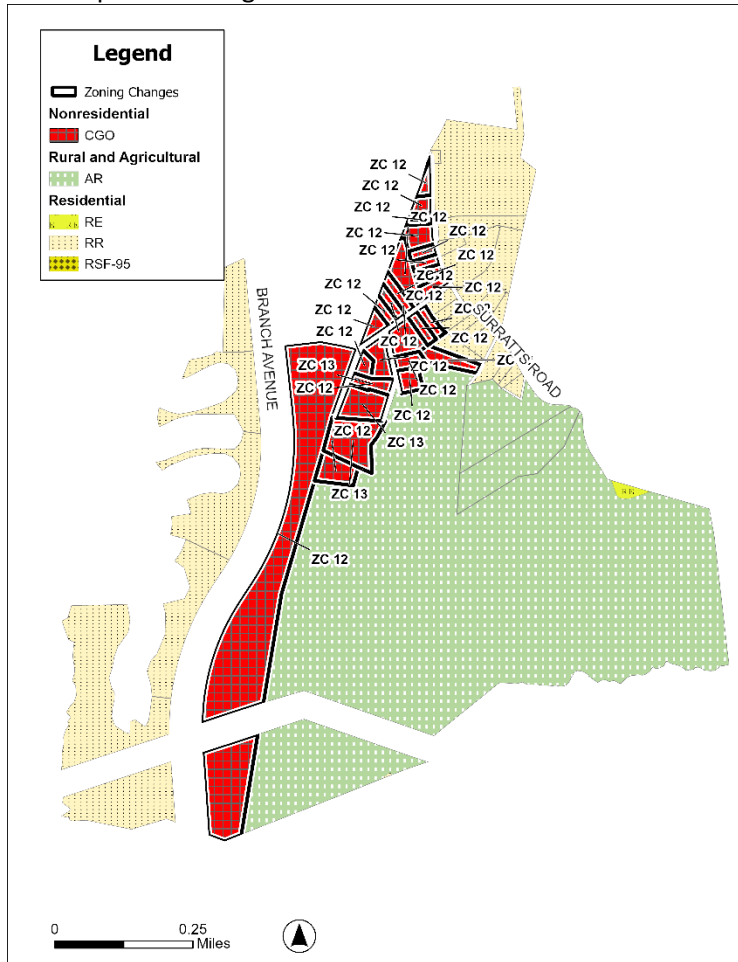 Legend
Zoning Changes
Nonresidential
CGO
Rural and Agricultural
AR
Residential
RE
RR
RSF-95
ZC 12
ZC 12
ZC 12
ZC 12
ZC 12
ZC 12
ZC 12
ZC 12
ZC 12
ZC 12
ZC 12
ZC 12
ZC
ZC 12
ZC 12
ZC 12
ZC
ZC 13
ZC 12
ZC 12
ZC 12
ZC 12
ZC 12
ZC 13
ZC 13
ZC 12
BRANCH AVENUE
SURRATTS ROAD
0 0.25
Miles